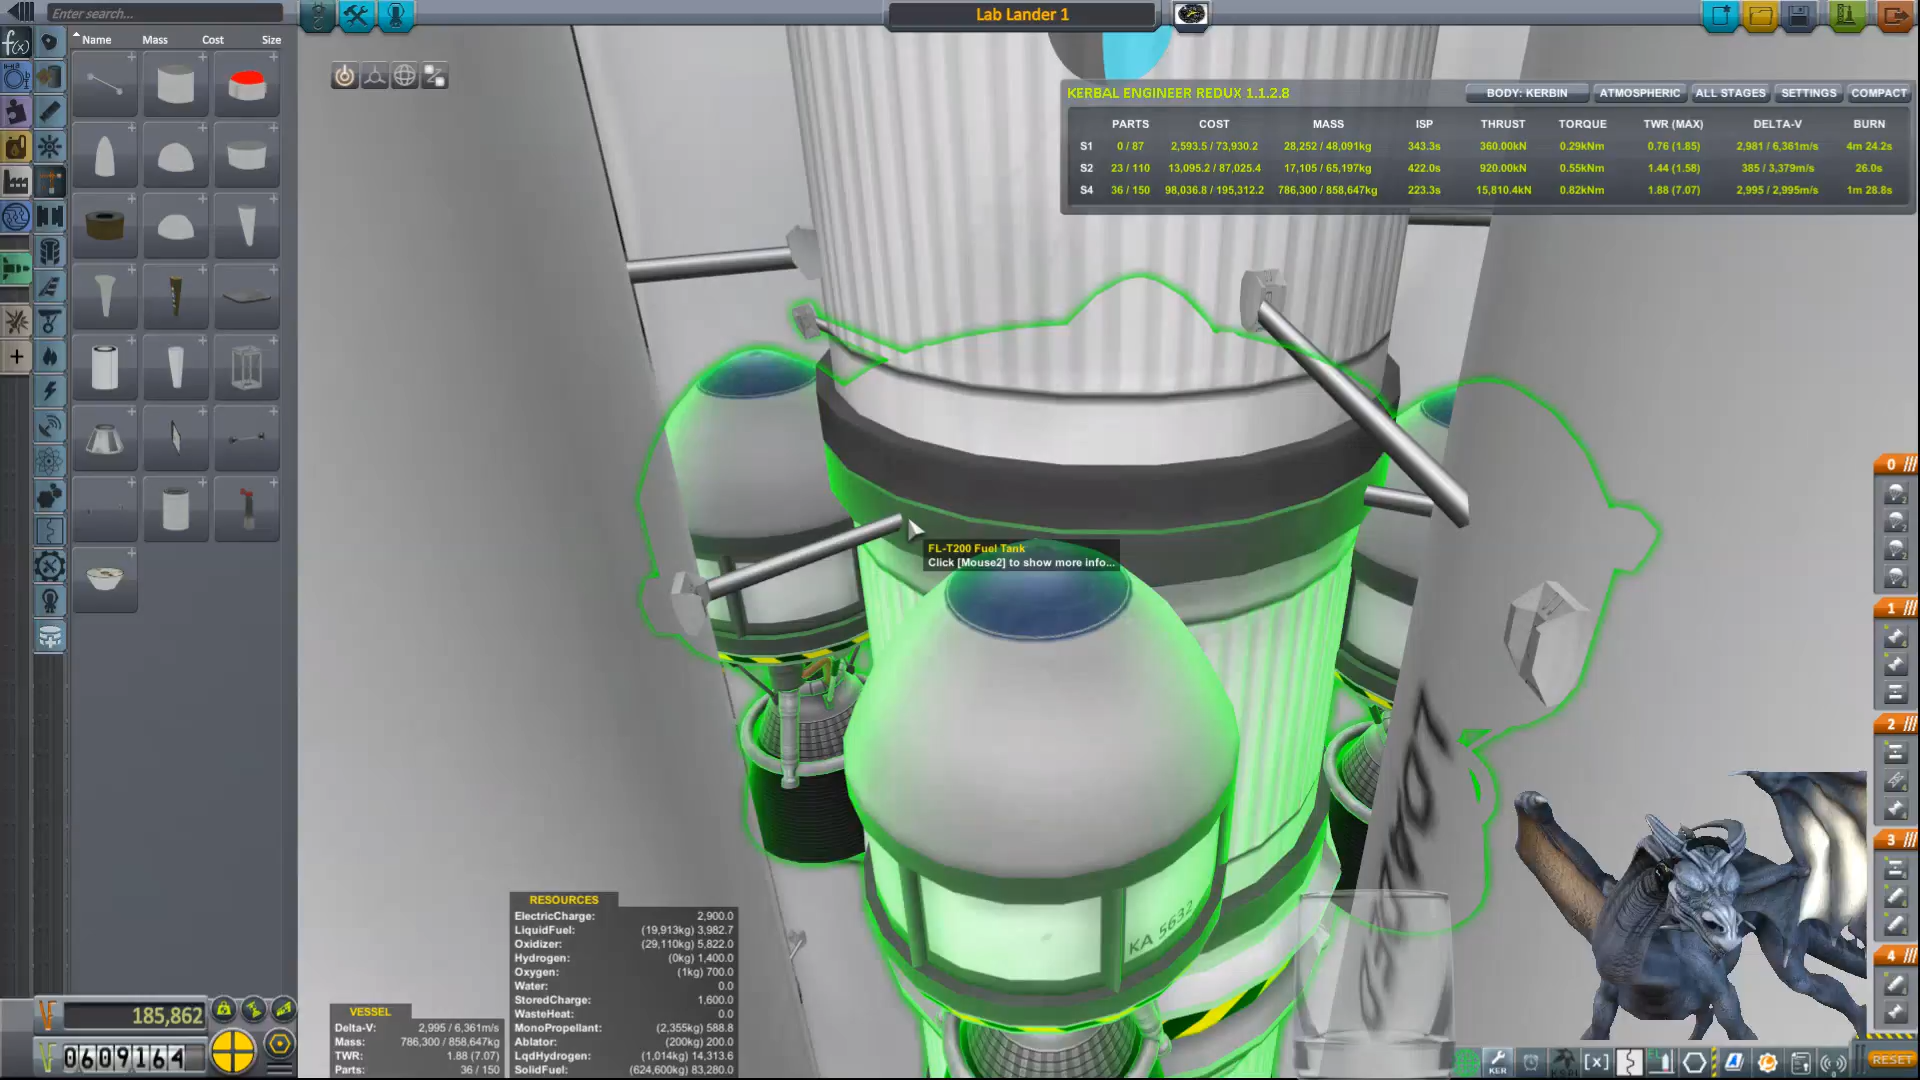 Enter search...
Lab Lander 1
Name Mass Cost Size
KERBAL ENGINEER REDUX 1.1.2.8
BODY: KERBIN ATMOSPHERIC ALL STAGES SETTINGS COMPACT
PARTS COST MASS ISP THRUST TORQUE TWR (MAX) DELTA-V BURN
S1 0 / 87 2,593.5 / 73,930.2 28,252 / 48,091kg 343.3s 360.00kN 0.29kNm 0.76 (1.85) 2,981 / 6,361m/s 4m 24.2s
S2 23 / 110 13,095.2 / 87,025.4 17,105 / 65,197kg 422.0s 920.00kN 0.55kNm 1.44 (1.58) 385 / 3,379m/s 26.0s
S4 36 / 150 98,036.8 / 195,312.2 786,300 / 858,647kg 223.3s 15,810.4kN 0.82kNm 1.88 (7.07) 2,995 / 2,995m/s 1m 28.8s
FL-T200 Fuel Tank
Click [Mouse2] to show more info...
KA 5632
0
1
2
3
4
RESOURCES
ElectricCharge: 2,900.0
LiquidFuel: (19,913kg) 3,982.7
Oxidizer: (29,110kg) 5,822.0
Hydrogen: (0kg) 1,400.0
Oxygen: (1kg) 700.0
Water: 0.0
StoredCharge: 1,600.0
WasteHeat: 0.0
MonoPropellant: (2,355kg) 588.8
Ablator: (200kg) 200.0
LqdHydrogen: (1,014kg) 14,313.6
SolidFuel: (624,600kg) 83,280.0
VESSEL
Delta-V: 2,995 / 6,361m/s
Mass: 786,300 / 858,647kg
TWR: 1.88 (7.07)
Parts: 36 / 150
185,862
0609164
KER
RESET